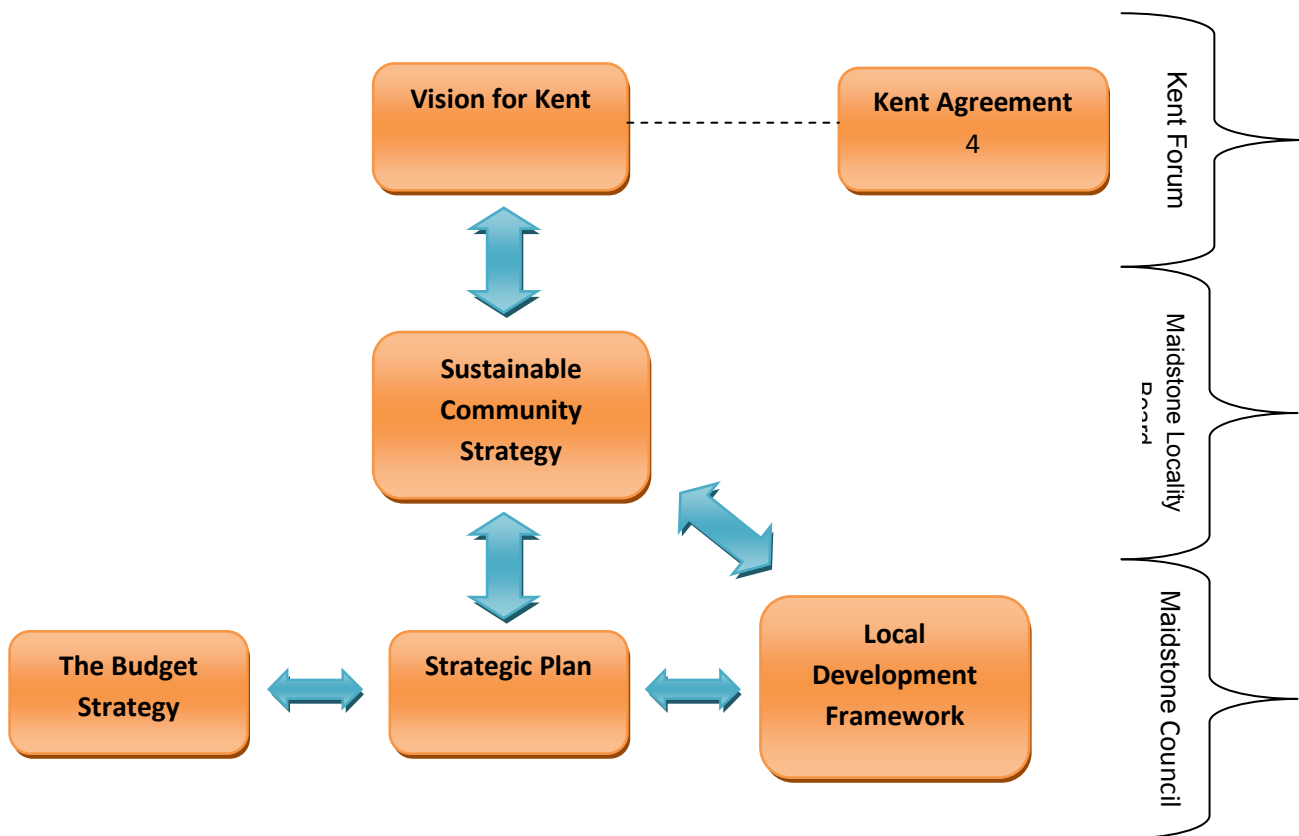 Vision for Kent
Kent Agreement
4
Kent Forum
Sustainable
Community
Strategy
Maidstone Locality
The Budget
Strategy
Strategic Plan
Local
Development
Framework
Maidstone Council